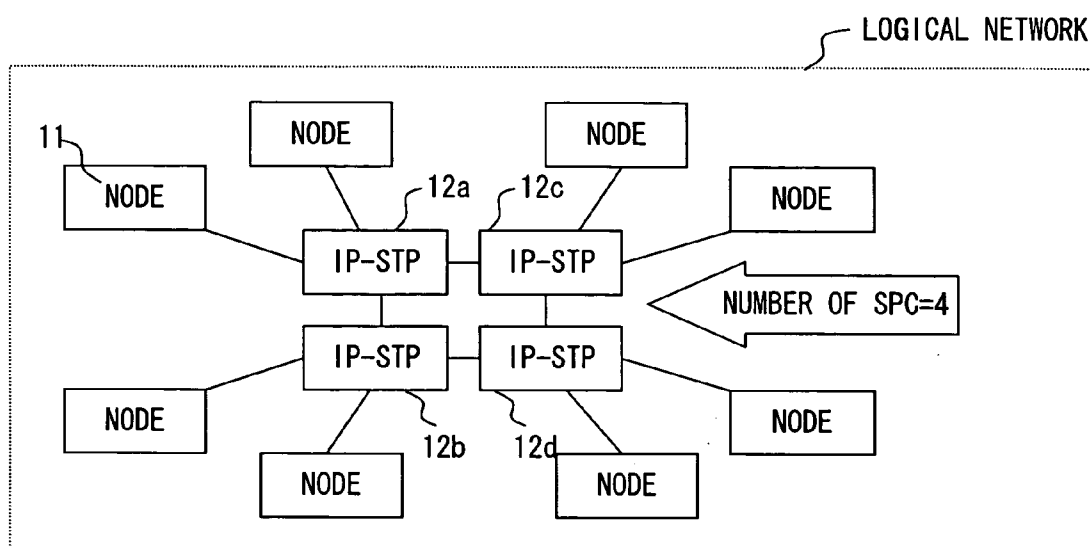 LOGICAL NETWORK
NODE
NODE
11
NODE
NODE
12a
12c
IP-STP
IP-STP
NUMBER OF SPC=4
IP-STP
IP-STP
NODE
NODE
12b
12d
NODE
NODE